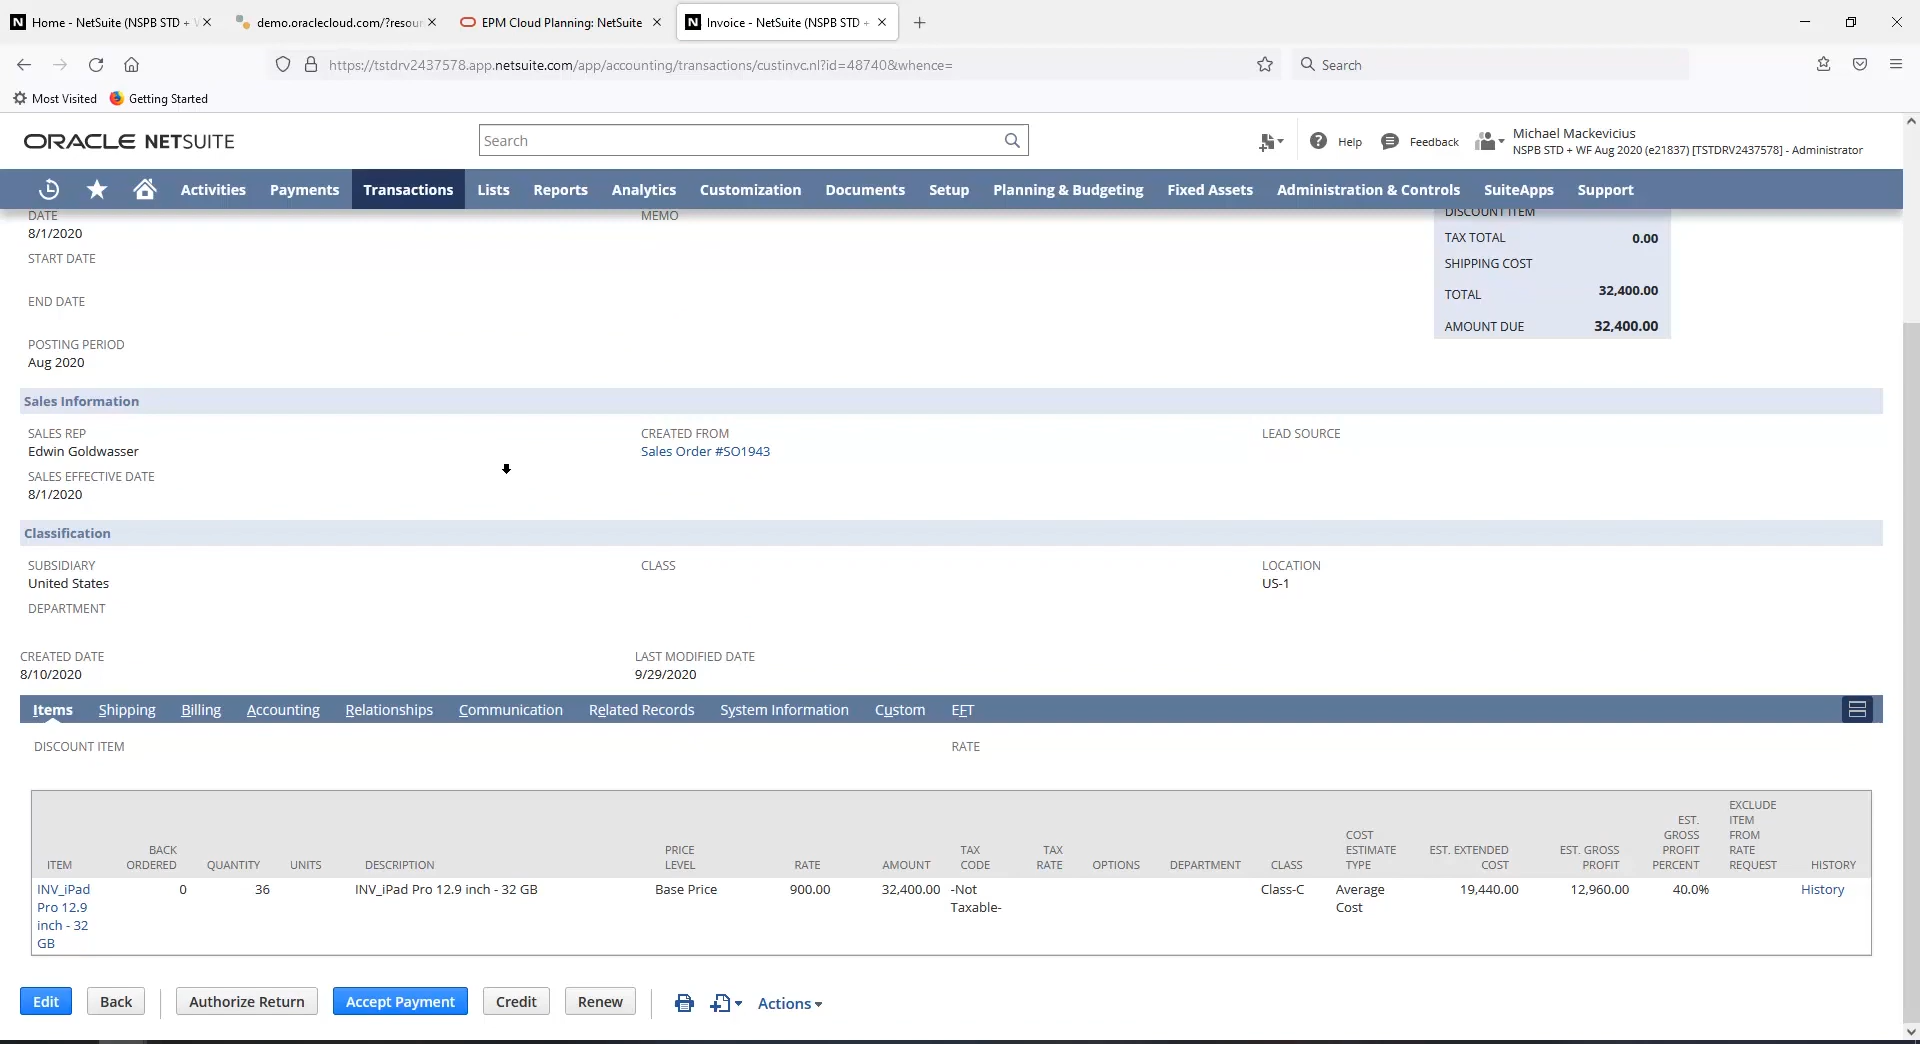 Home - NetSuite (NSPB STD +
demo.oraclecloud.com/?resour
EPM Cloud Planning: NetSuite
N Invoice - NetSuite (NSPB STD +
https://tstdrv2437578.app.netsuite.com/app/accounting/transactions/custinvc.nl?id=48740&whence=
Search
Most Visited Getting Started
ORACLE NETSUITE
Search
Help
Feedback
Michael Mackevicius
NSPB STD + WF Aug 2020 (e21837) [TSTDRV2437578] - Administrator
Activities Payments Transactions Lists Reports Analytics Customization Documents Setup Planning & Budgeting Fixed Assets Administration & Controls SuiteApps Support
DATE
8/1/2020
START DATE
END DATE
POSTING PERIOD
Aug 2020
MEMO
DISCOUNT ITEM
TAX TOTAL 0.00
SHIPPING COST
TOTAL 32,400.00
AMOUNT DUE 32,400.00
Sales Information
SALES REP
Edwin Goldwasser
SALES EFFECTIVE DATE
8/1/2020
CREATED FROM
Sales Order #SO1943
LEAD SOURCE
Classification
SUBSIDIARY
United States
DEPARTMENT
CLASS
LOCATION
US-1
CREATED DATE
8/10/2020
LAST MODIFIED DATE
9/29/2020
Items Shipping Billing Accounting Relationships Communication Related Records System Information Custom EFT
DISCOUNT ITEM
RATE
ITEM
BACK
ORDERED
QUANTITY
UNITS
DESCRIPTION
PRICE
LEVEL
RATE
AMOUNT
TAX
CODE
TAX
RATE
OPTIONS
DEPARTMENT
CLASS
COST
ESTIMATE
TYPE
EST. EXTENDED
COST
EST. GROSS
PROFIT
EST.
GROSS
PROFIT
PERCENT
EXCLUDE
ITEM
FROM
RATE
REQUEST
HISTORY
INV_iPad
Pro 12.9
inch - 32
GB
0
36
INV_iPad Pro 12.9 inch - 32 GB
Base Price
900.00
32,400.00
-Not
Taxable-
Class-C
Average
Cost
19,440.00
12,960.00
40.0%
History
Edit Back Authorize Return Accept Payment Credit Renew Actions